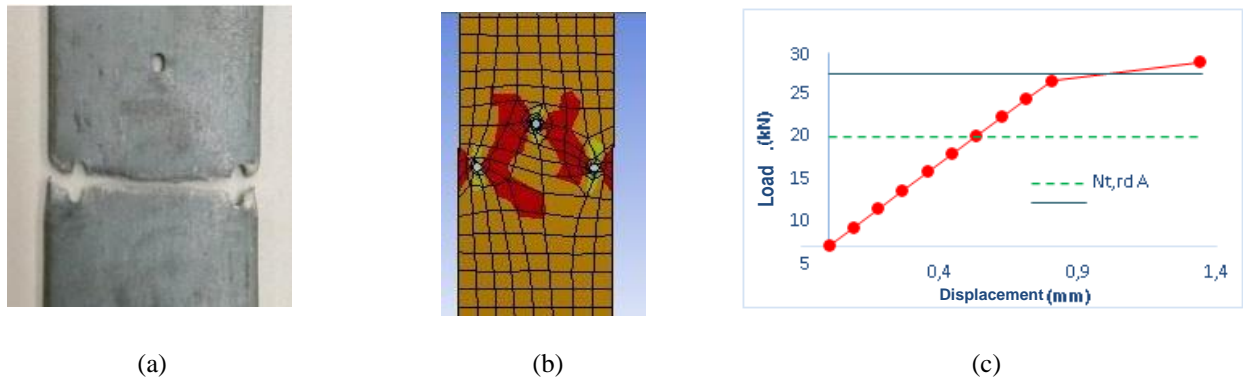 30
25
20
15
10
5
Load .(kN)
Nt,rd A
0,4
0,9
1,4
Displacement (mm)
(a)
(b)
(c)